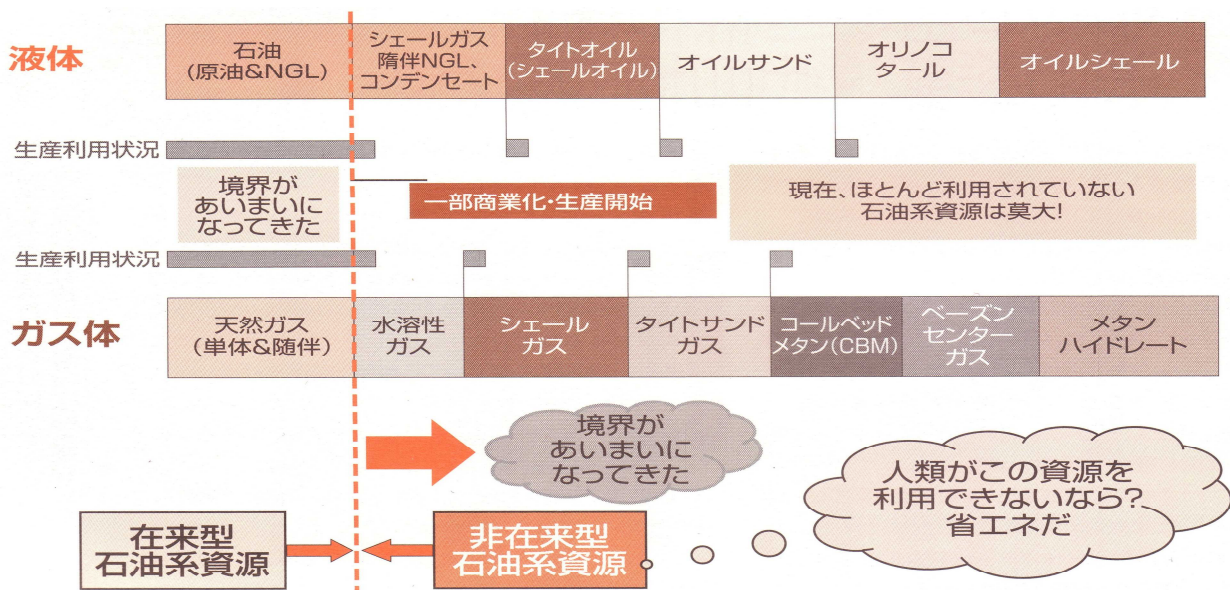 液体
石油
(原油&NGL)
シェールガス
隋伴NGL、
コンデンセート
タイトオイル
(シェールオイル)
オイルサンド
オリノコ
タール
オイルシェール
生産利用状況
境界が
あいまいに
なってきた
一部商業化・生産開始
現在、ほとんど利用されていない
石油系資源は莫大!
生産利用状況
ガス体
天然ガス
(単体&随伴)
水溶性
ガス
シェール
ガス
タイトサンド
ガス
コールベッド
メタン(CBM)
ベーズン
センター
ガス
メタン
ハイドレート
境界が
あいまいに
なってきた
人類がこの資源を
利用できないなら?
省エネだ
在来型
石油系資源
非在来型
石油系資源